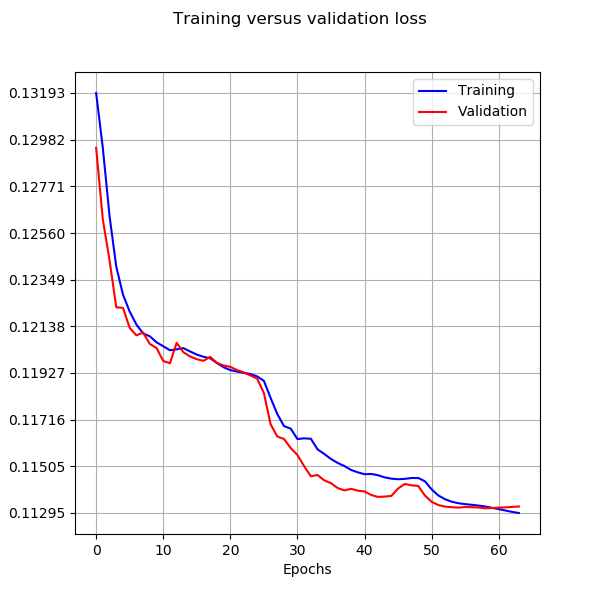 Training versus validation loss
Training
Validation
0.13193
0.12982
0.12771
0.12560
0.12349
0.12138
0.11927
0.11716
0.11505
0.11295
0 10 20 30 40 50 60
Epochs